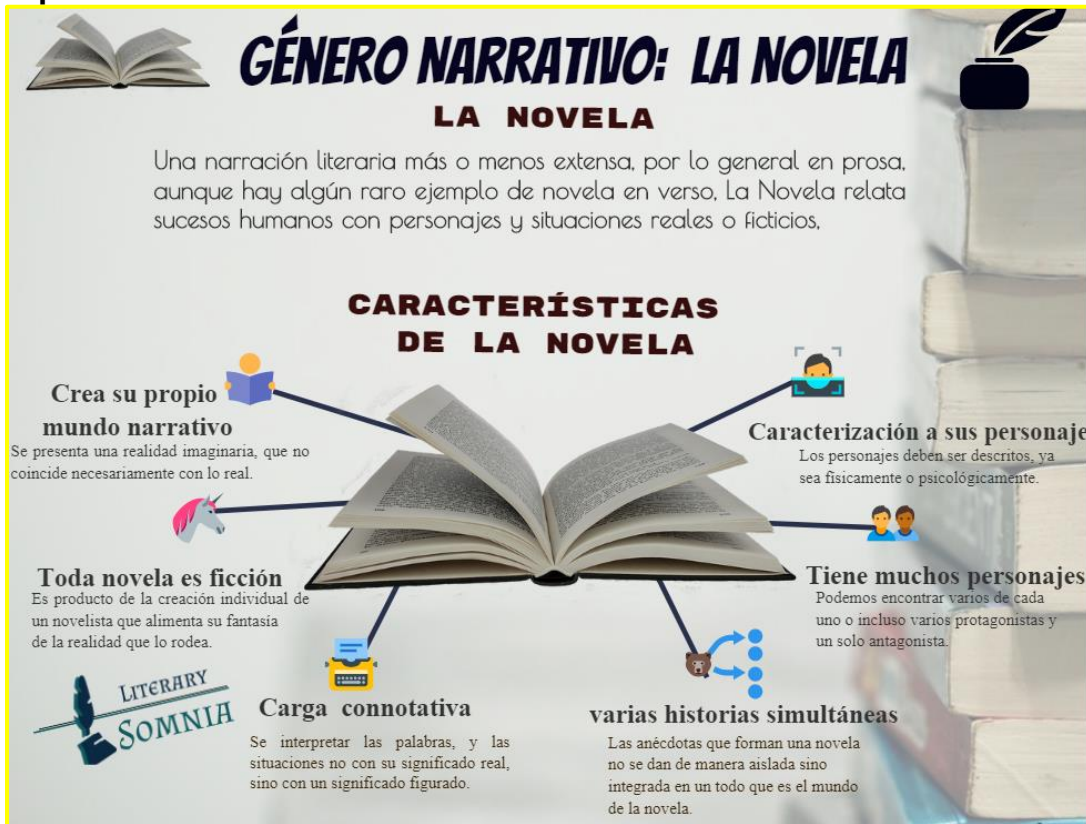 GÉNERO NARRATIVO: LA NOVELA
LA NOVELA
Una narración literaria más o menos extensa, por lo general en prosa,
aunque hay algún raro ejemplo de novela en verso, La Novela relata
sucesos humanos con personajes y situaciones reales o ficticios,
CARACTERÍSTICAS
DE LA NOVELA
Crea su propio
mundo narrativo
Se presenta una realidad imaginaria, que no
coincide necesariamente con lo real.
Caracterización a sus personaje
Los personajes deben ser descritos, ya
sea físicamente o psicológicamente.
Toda novela es ficción
Es producto de la creación individual de
un novelista que alimenta su fantasía
de la realidad que lo rodea.
Tiene muchos personajes
Podemos encontrar varios de cada
uno o incluso varios protagonistas y
un solo antagonista.
LITERARY
SOMNIA
Carga connotativa
Se interpretar las palabras, y las
situaciones no con su significado real,
sino con un significado figurado.
varias historias simultáneas
Las anécdotas que forman una novela
no se dan de manera aislada sino
integrada en un todo que es el mundo
de la novela.